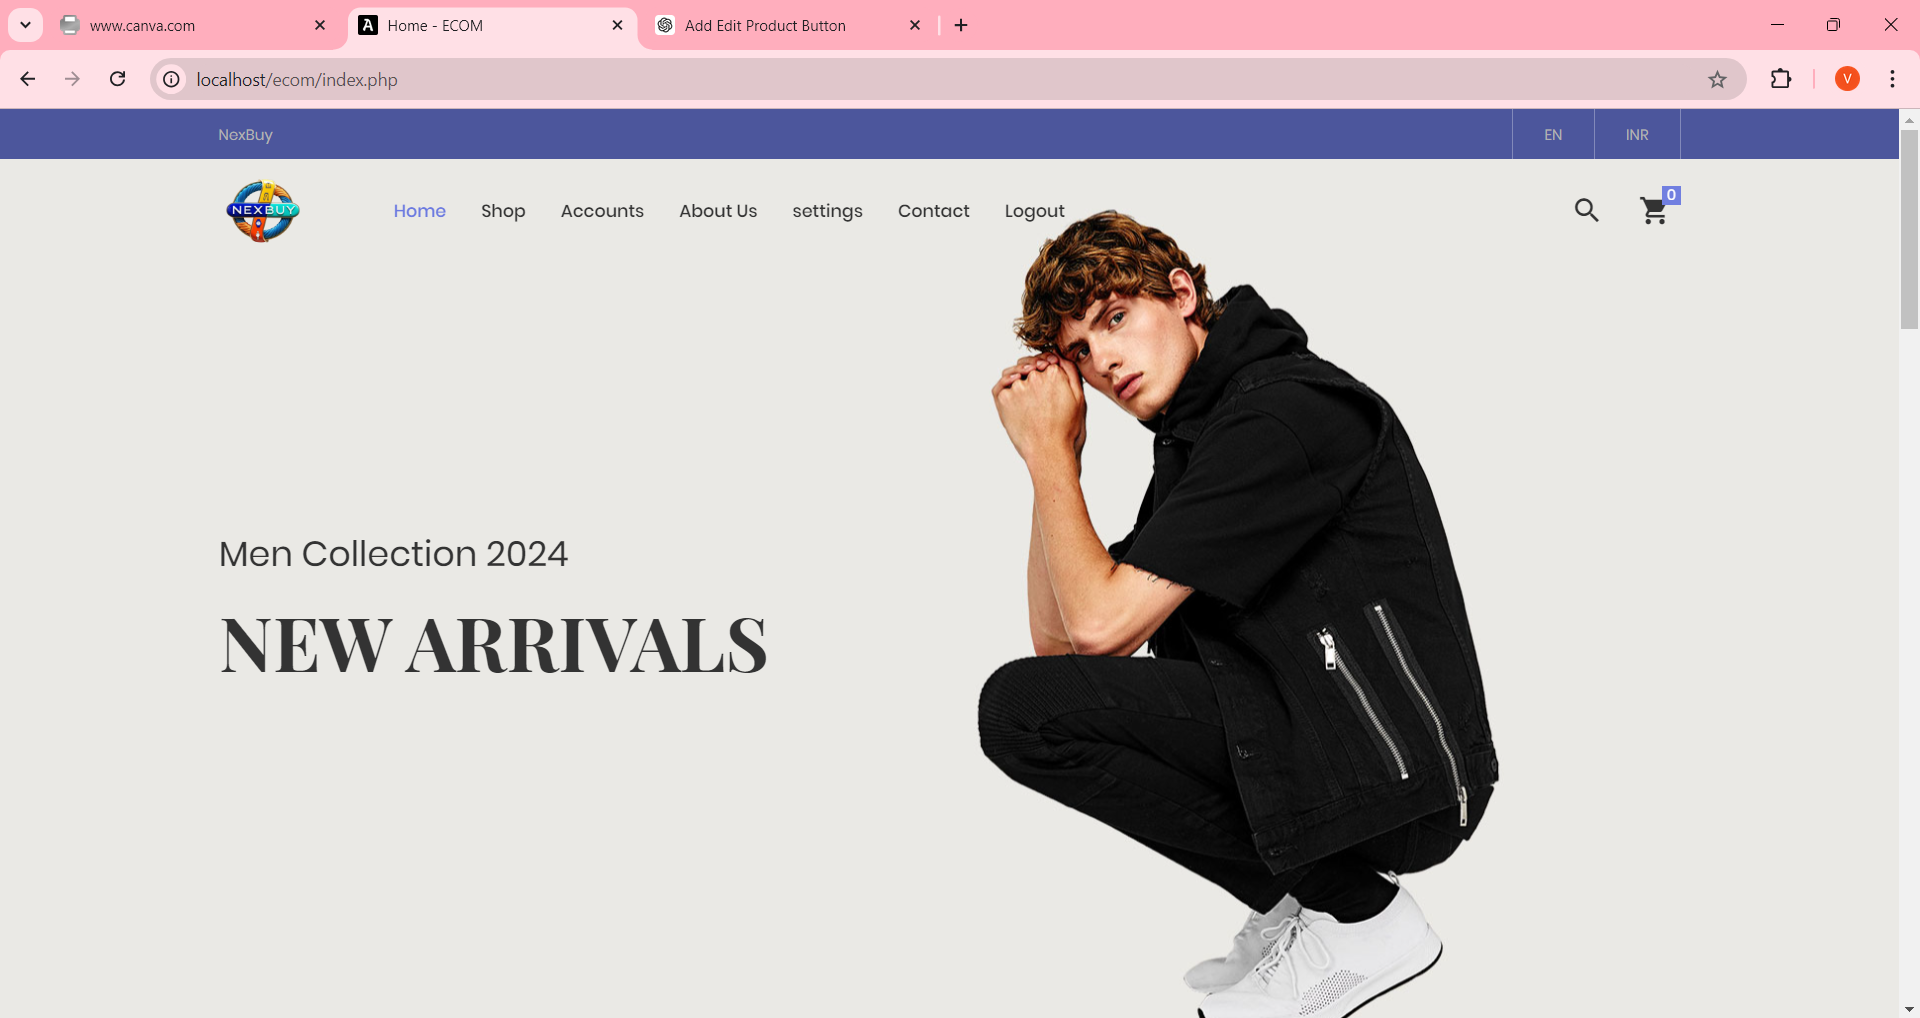 www.canva.com
Home - ECOM
Add Edit Product Button
localhost/ecom/index.php
V
NexBuy
EN
INR
NEXBUY
Home
Shop
Accounts
About Us
settings
Contact
Logout
0
Men Collection 2024
NEW ARRIVALS